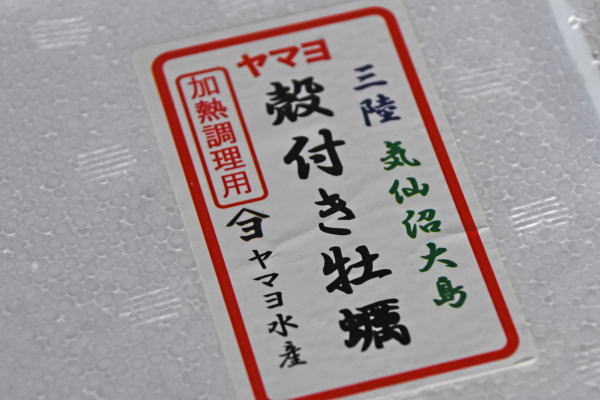 ヤマヨ
三陸
気仙沼大島
殻付き牡蠣
加熱調理用
ヨ ヤマヨ水産